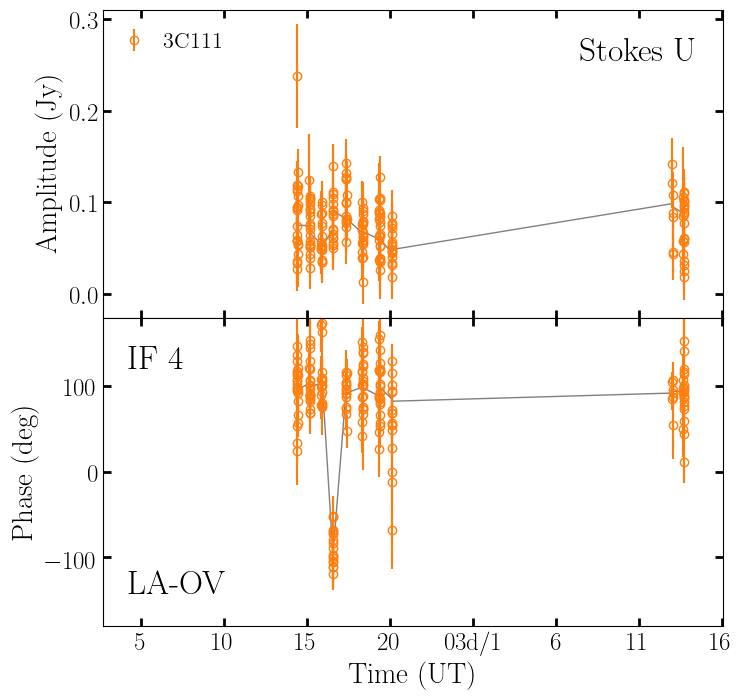 0.3
3C111
Stokes U
0.2
0.1
0.0
Amplitude (Jy)
IF 4
100
0
−100
Phase (deg)
LA-OV
5 10 15 20 03d/1 6 11 16
Time (UT)